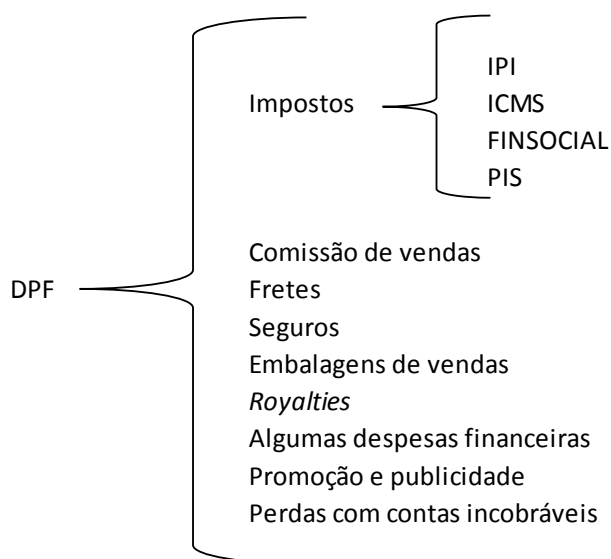 IPI
Impostos
ICMS
FINSOCIAL
PIS
Comissão de vendas
DPF
Fretes
Seguros
Embalagens de vendas
Royalties
Algumas despesas financeiras
Promoção e publicidade
Perdas com contas incobráveis